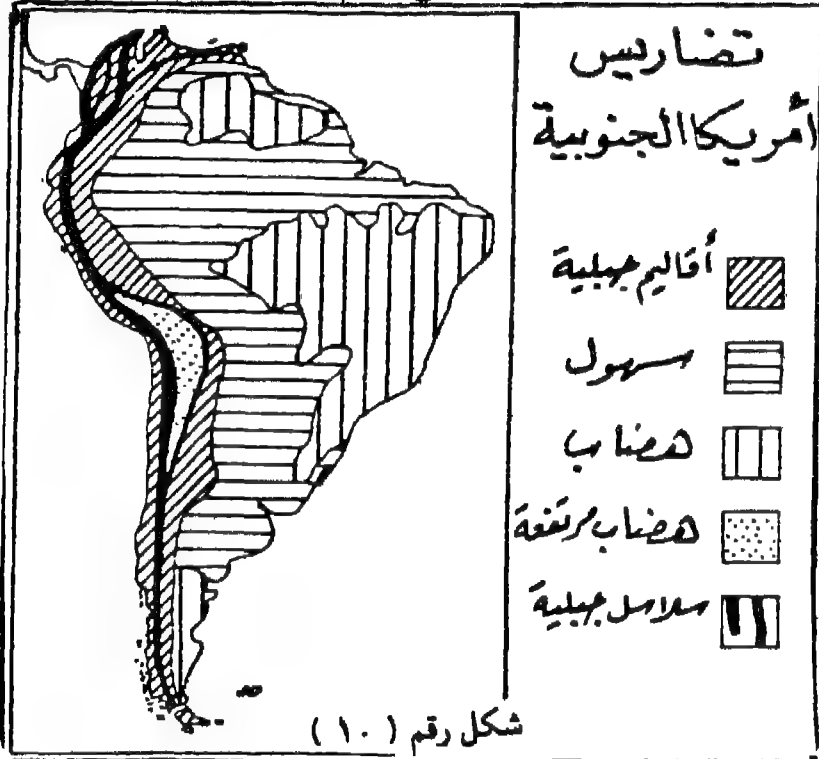 تضاريس
أمريكا الجنوبية
أقاليم جبلية
سهول
هضاب
هضاب مرتفعة
سلاسل جبلية
شكل رقم (١٠)